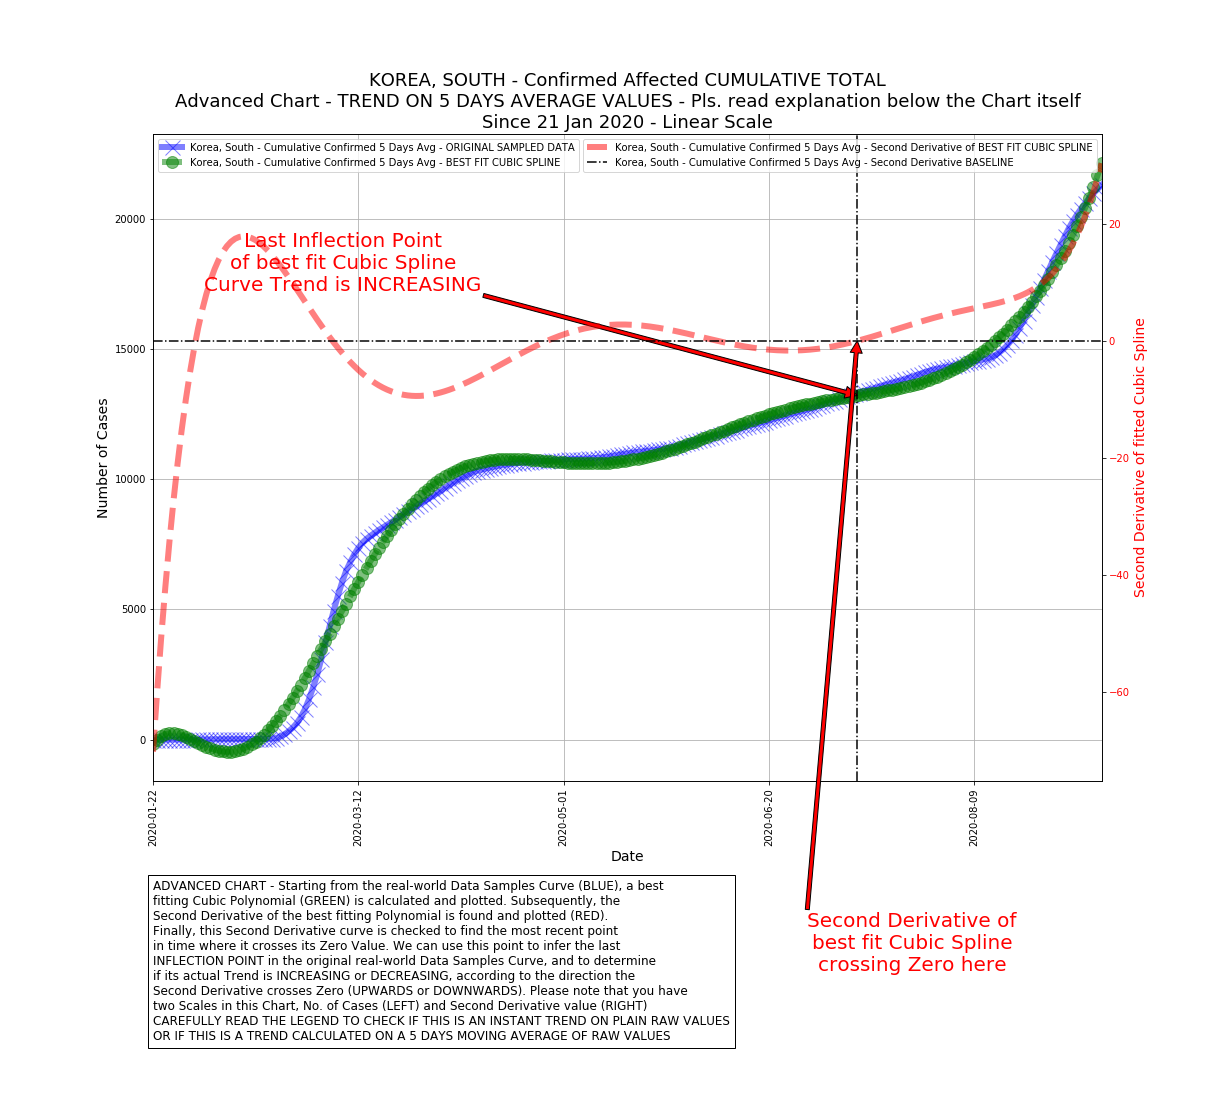 KOREA, SOUTH - Confirmed Affected CUMULATIVE TOTAL
Advanced Chart - TREND ON 5 DAYS AVERAGE VALUES - Pls. read explanation below the Chart itself
Since 21 Jan 2020 - Linear Scale
Korea, South - Cumulative Confirmed 5 Days Avg - ORIGINAL SAMPLED DATA
Korea, South - Cumulative Confirmed 5 Days Avg - BEST FIT CUBIC SPLINE
Korea, South - Cumulative Confirmed 5 Days Avg - Second Derivative of BEST FIT CUBIC SPLINE
Korea, South - Cumulative Confirmed 5 Days Avg - Second Derivative BASELINE
Last Inflection Point
of best fit Cubic Spline
Curve Trend is INCREASING
Number of Cases
20000
15000
10000
5000
0
20
0
−20
−40
−60
Second Derivative of fitted Cubic Spline
2020-01-22
2020-03-12
2020-05-01
2020-06-20
2020-08-09
Date
ADVANCED CHART - Starting from the real-world Data Samples Curve (BLUE), a best
fitting Cubic Polynomial (GREEN) is calculated and plotted. Subsequently, the
Second Derivative of the best fitting Polynomial is found and plotted (RED).
Finally, this Second Derivative curve is checked to find the most recent point
in time where it crosses its Zero Value. We can use this point to infer the last
INFLECTION POINT in the original real-world Data Samples Curve, and to determine
if its actual Trend is INCREASING or DECREASING, according to the direction the
Second Derivative crosses Zero (UPWARDS or DOWNWARDS). Please note that you have
two Scales in this Chart, No. of Cases (LEFT) and Second Derivative value (RIGHT)
CAREFULLY READ THE LEGEND TO CHECK IF THIS IS AN INSTANT TREND ON PLAIN RAW VALUES
OR IF THIS IS A TREND CALCULATED ON A 5 DAYS MOVING AVERAGE OF RAW VALUES
Second Derivative of
best fit Cubic Spline
crossing Zero here